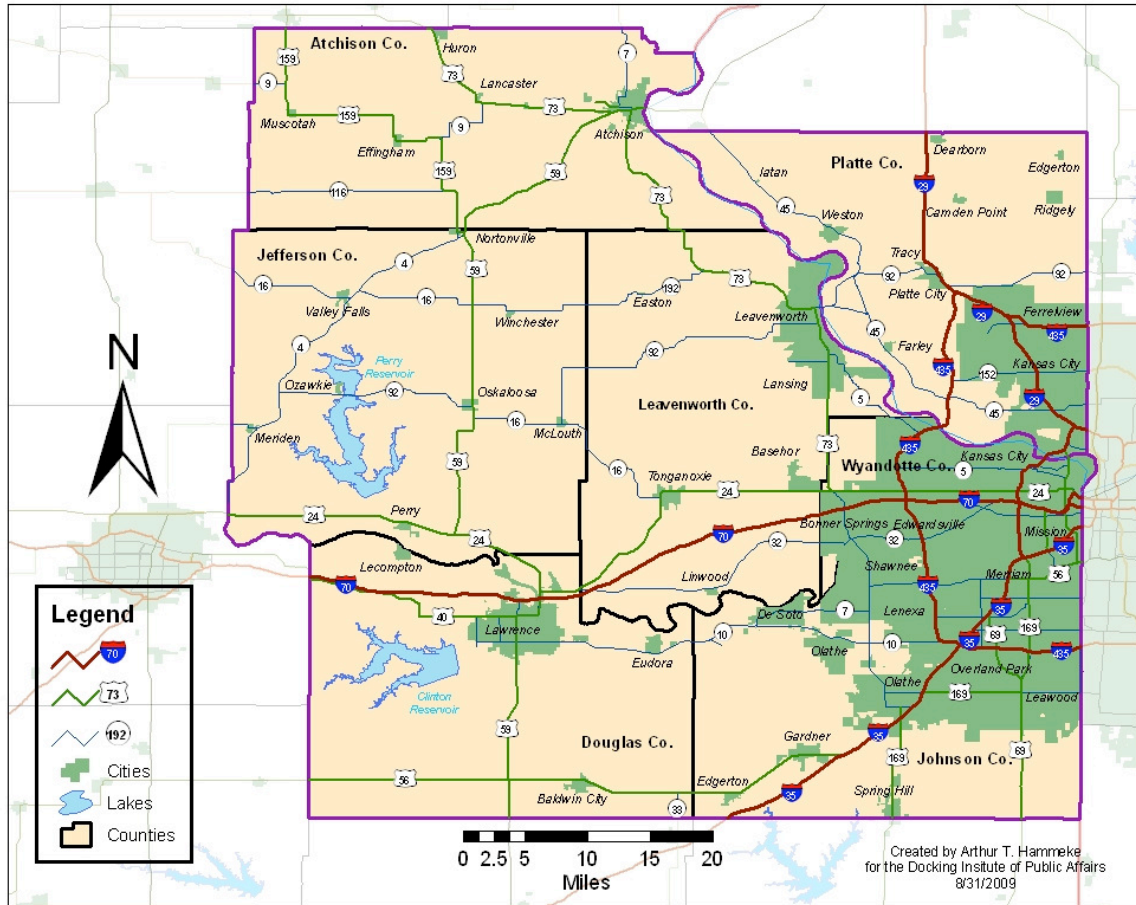 Atchison Co.
Huron
7
159
9
73
Lancaster
73
Muscotah
159
9
Effingham
Atchison
159
59
116
73
Nortonville
Platte Co.
Dearborn
Edgerton
29
Iatan
45
Weston
Camden Point
Ridgely
Tracy
92
92
Platte City
29
Ferrelview
435
45
Farley
435
152
Kansas City
29
45
Jefferson Co.
4
59
16
Valley Falls
16
Winchester
4
Perry
Reservoir
Ozawkie
92
Oskaloosa
16
McLouth
Meriden
59
24
Perry
24
Easton
192
73
Leavenworth
92
Lansing
5
Leavenworth Co.
73
Basehor
16
Tonganoxie
24
70
32
Linwood
Wyandotte Co.
435
Kansas City
5
24
70
Bonner Springs
Edwardsville
32
Mission
35
56
Shawnee
Merriam
435
35
Lenexa
7
De Soto
69
169
10
35
435
Olathe
Overland Park
Olathe
169
Leawood
35
Gardner
169
Johnson Co.
69
Edgerton
35
Spring Hill
Lecompton
70
40
Lawrence
10
Eudora
Clinton
Reservoir
59
Douglas Co.
56
Baldwin City
33
N
Legend
70
73
192
Cities
Lakes
Counties
0 2.5 5 10 15 20
Miles
Created by Arthur T. Hammeke
for the Docking Insitute of Public Affairs
8/31/2009